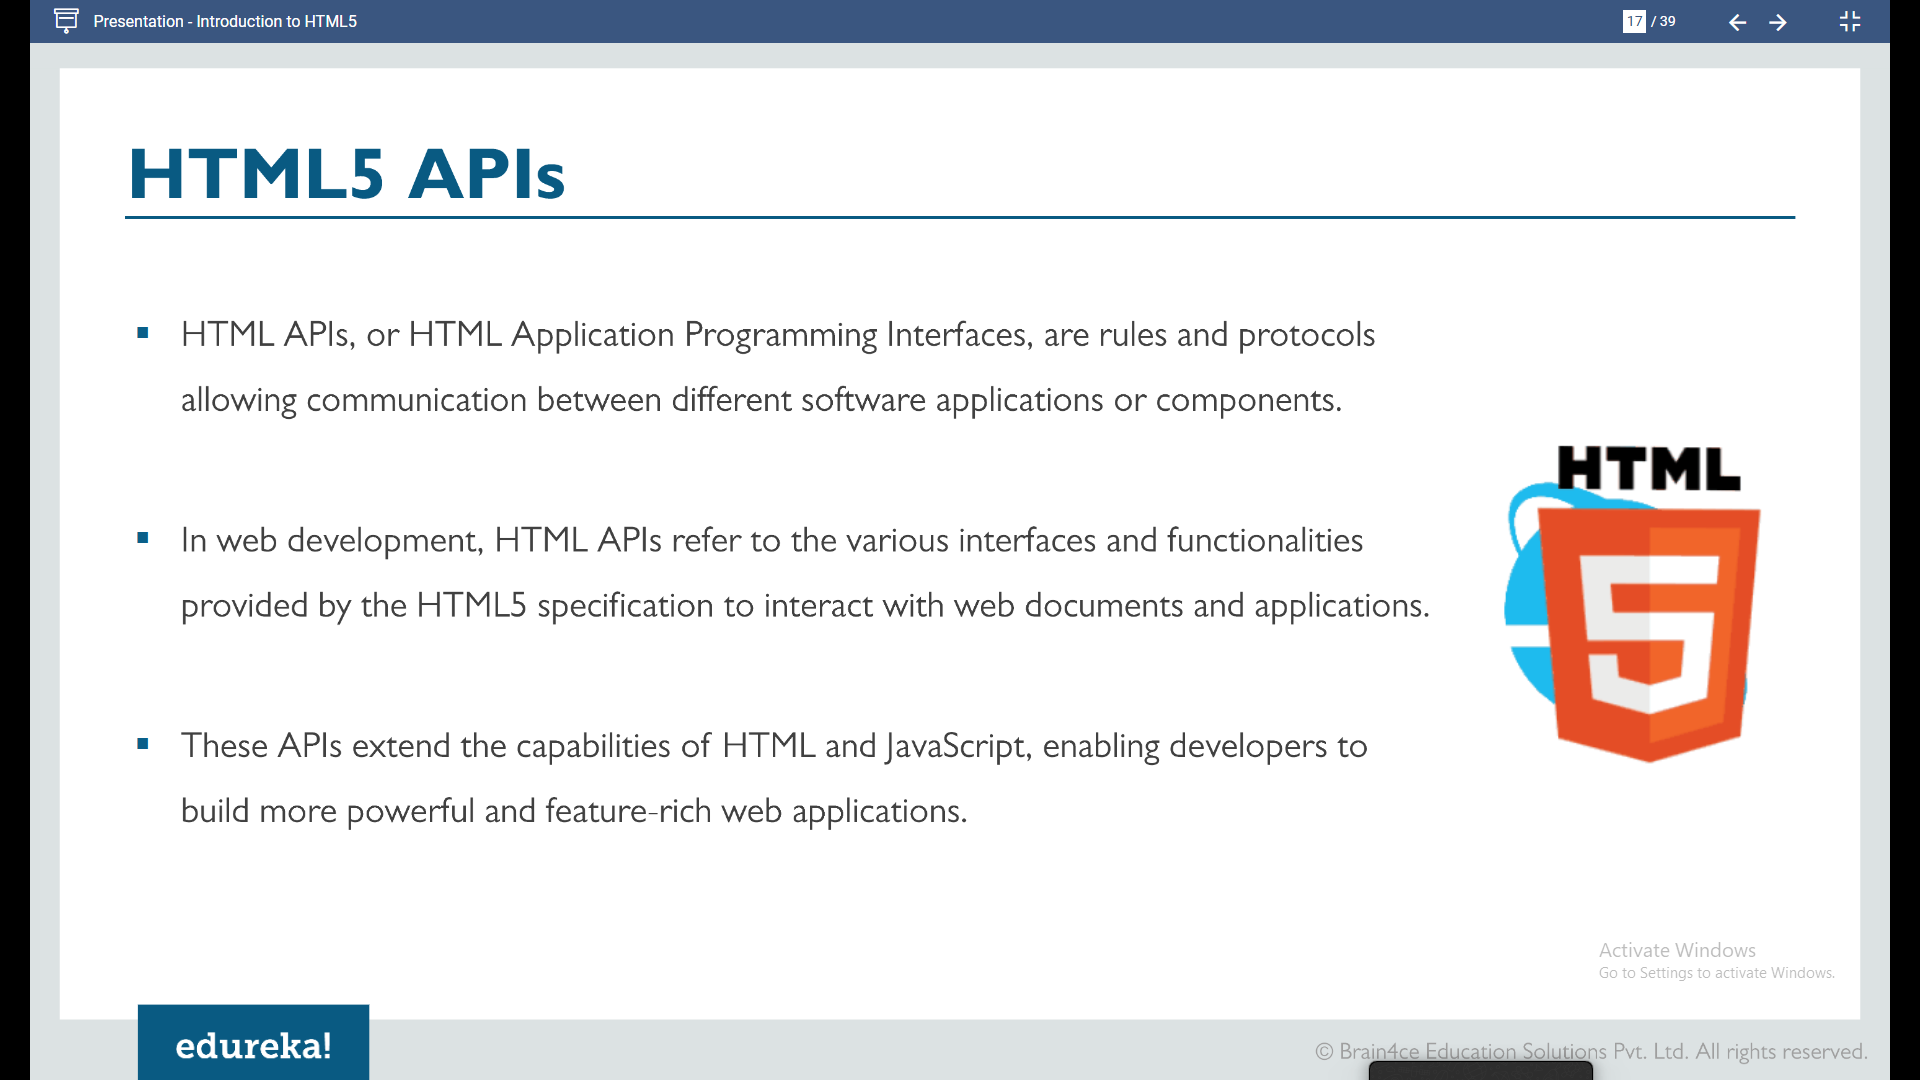 Presentation - Introduction to HTML5
17 / 39
HTML5 APIs
▪ HTML APIs, or HTML Application Programming Interfaces, are rules and protocols
allowing communication between different software applications or components.
▪ In web development, HTML APIs refer to the various interfaces and functionalities
provided by the HTML5 specification to interact with web documents and applications.
▪ These APIs extend the capabilities of HTML and JavaScript, enabling developers to
build more powerful and feature-rich web applications.
HTML
5
Activate Windows
Go to Settings to activate Windows.
edureka!
© Brain4ce Education Solutions Pvt. Ltd. All rights reserved.